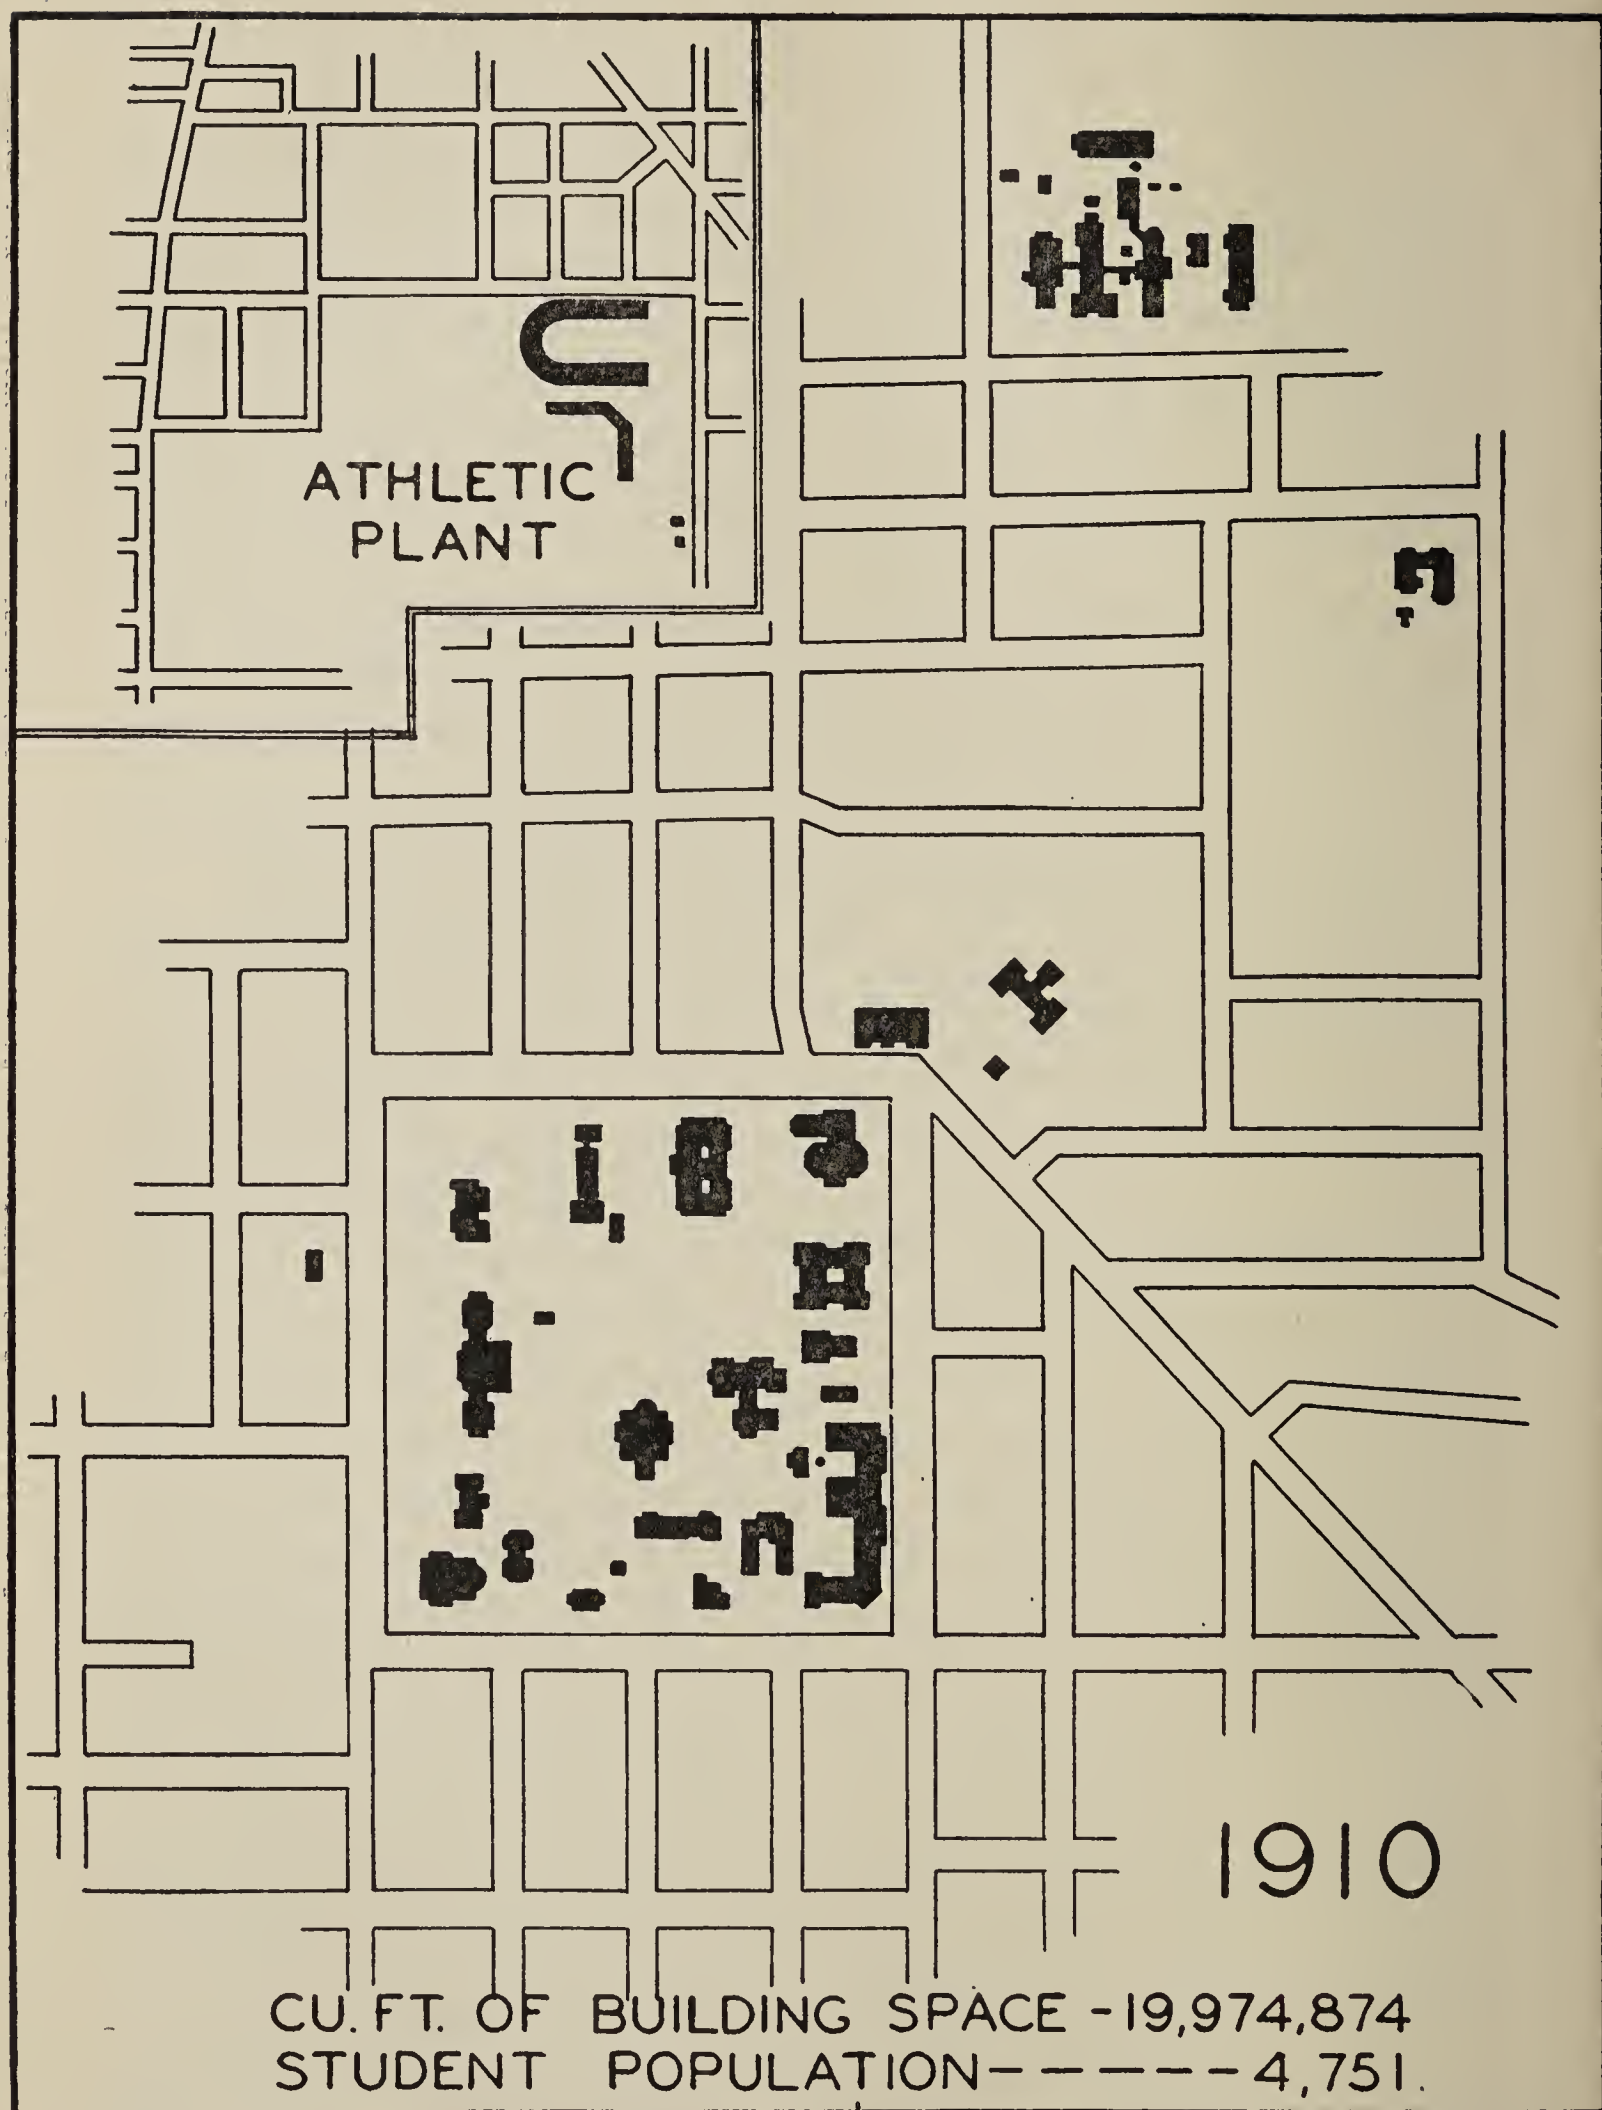 ATHLETIC
PLANT
1910
CU. FT. OF BUILDING SPACE -19,974,874
STUDENT POPULATION------4,751.